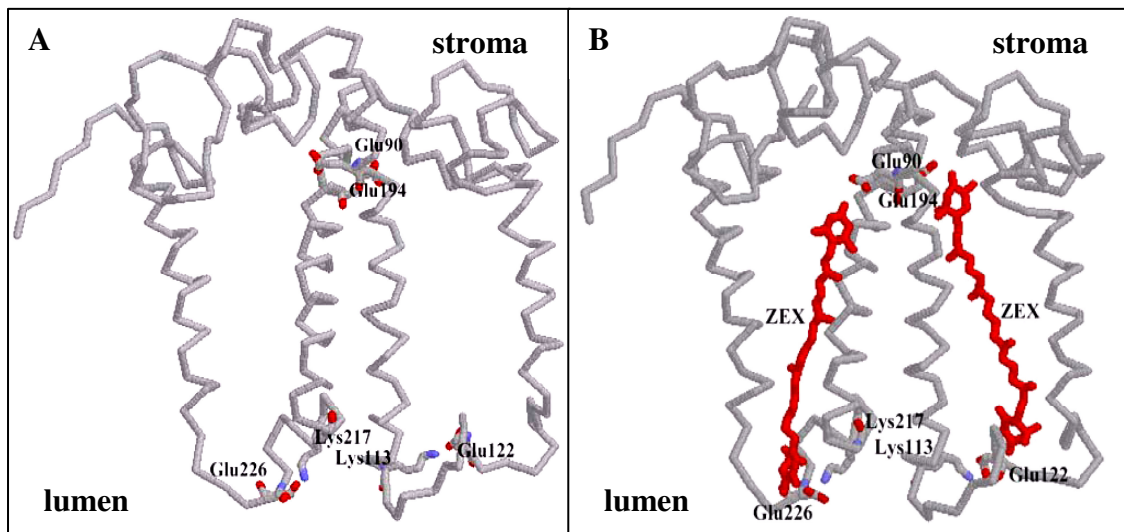 A
stroma
Glu90
Glu194
Lys217
Lys113
Glu122
Glu226
lumen
B
stroma
Glu90
Glu194
ZEX
ZEX
Lys217
Lys113
Glu122
Glu226
lumen